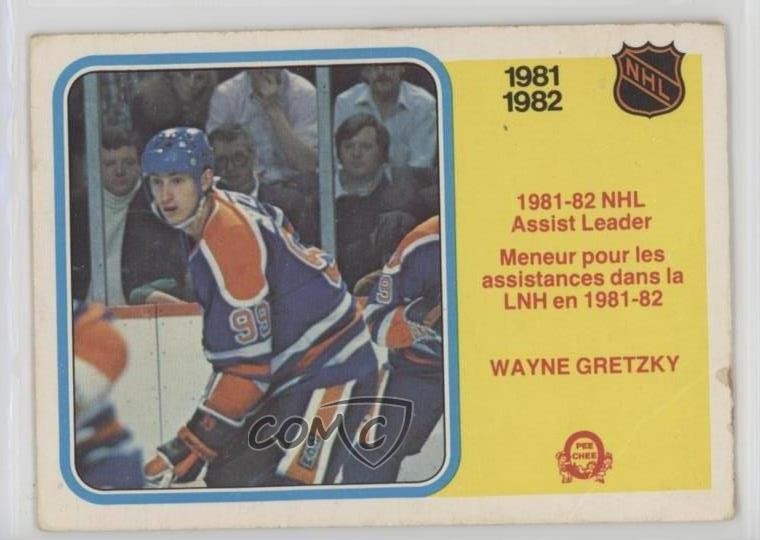 1981
1982
NHL
1981-82 NHL
Assist Leader
Meneur pour les
assistances dans la
LNH en 1981-82
WAYNE GRETZKY
O
PEE
CHEE
99
9
COMC